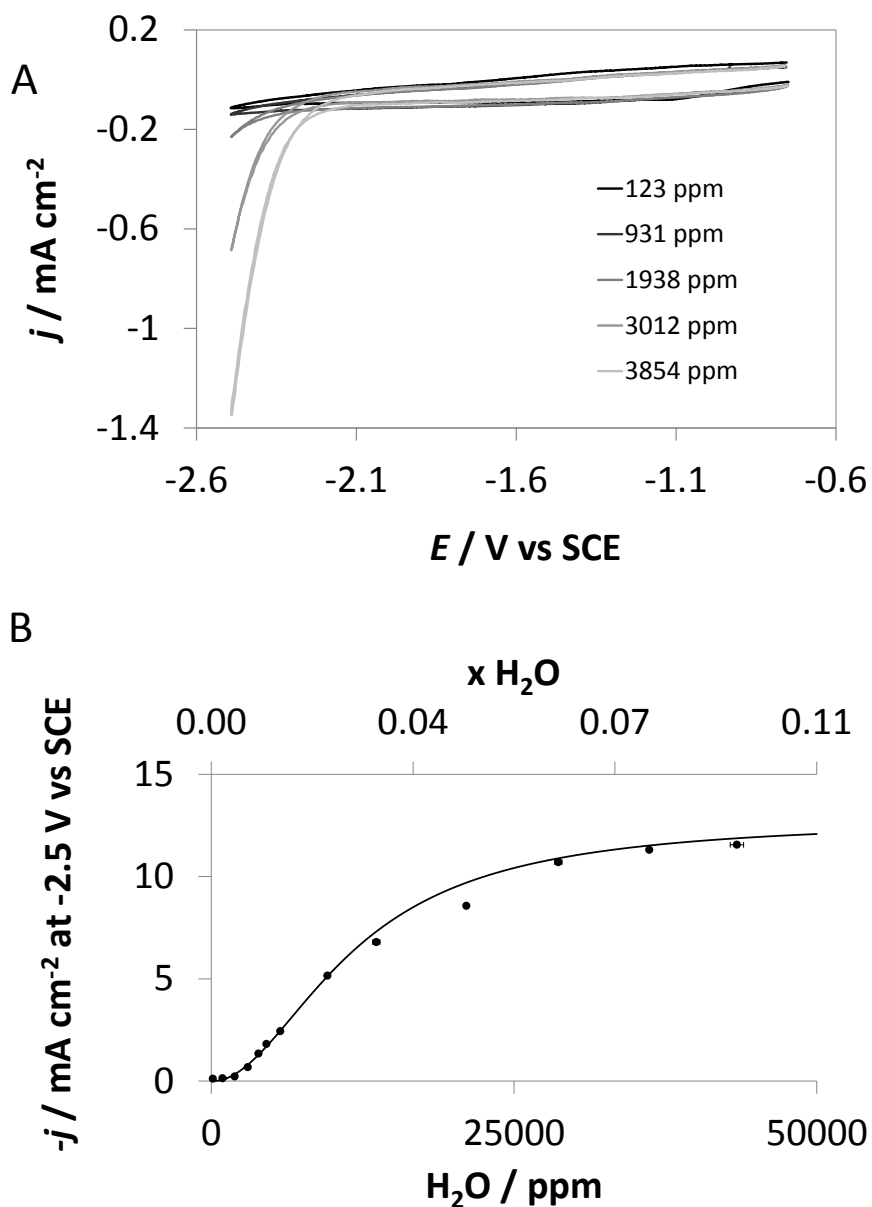 A
0.2
-0.2
-0.6
-1
-1.4
j / mA cm⁻²
123 ppm
931 ppm
1938 ppm
3012 ppm
3854 ppm
-2.6 -2.1 -1.6 -1.1 -0.6
E / V vs SCE
B
x H₂O
0.00 0.04 0.07 0.11
15
10
5
0
-j / mA cm⁻² at -2.5 V vs SCE
0 25000 50000
H₂O / ppm